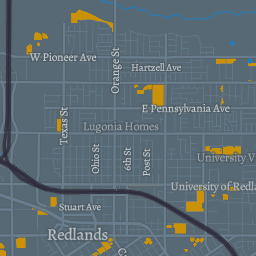 W Pioneer Ave
Orange St
Hartzell Ave
E Pennsylvania Ave
Texas St
Lugonia Homes
Ohio St
6th St
Post St
University V
University of Redla
Stuart Ave
Redlands